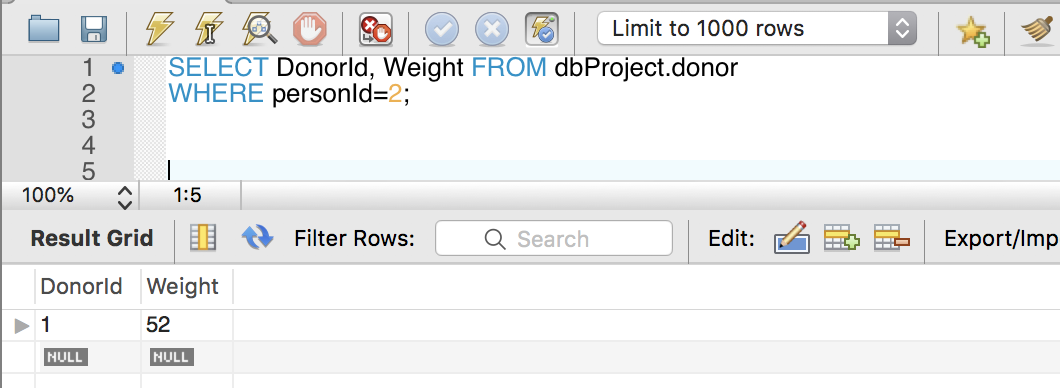 Limit to 1000 rows
1 SELECT DonorId, Weight FROM dbProject.donor
2 WHERE personId=2;
3
4
5
100% 1:5
Result Grid Filter Rows: Search Edit: Export/Imp
DonorId Weight
1 52
NULL NULL